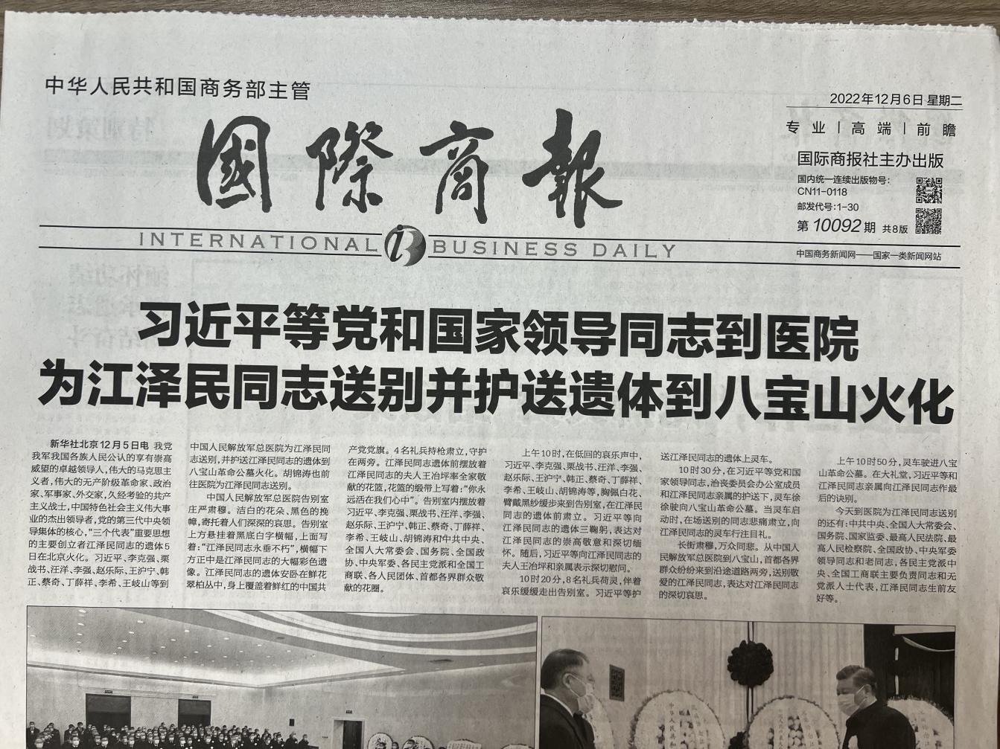 中华人民共和国商务部主管
國際商報
INTERNATIONAL BUSINESS DAILY
2022年12月6日 星期二
专 业 | 高 端 | 前 瞻
国际商报社主办出版
国内统一连续出版物号：
CN11-0118
邮发代号：1-30
第 10092 期 共8版
中国商务新闻网——国家一类新闻网站
习近平等党和国家领导同志到医院
为江泽民同志送别并护送遗体到八宝山火化
新华社北京12月5日电 我党
我军我国各族人民公认的享有崇高
威望的卓越领导人，伟大的马克思主
义者，伟大的无产阶级革命家、政治
家、军事家、外交家，久经考验的共产
主义战士，中国特色社会主义伟大事
业的杰出领导者，党的第三代中央领
导集体的核心，“三个代表”重要思想
的主要创立者江泽民同志的遗体5
日在北京火化。习近平、李克强、栗
战书、汪洋、李强、赵乐际、王沪宁、韩
正、蔡奇、丁薛祥、李希、王岐山等到
中国人民解放军总医院为江泽民同
志送别，并护送江泽民同志的遗体到
八宝山革命公墓火化。胡锦涛也前
往医院为江泽民同志送别。
中国人民解放军总医院告别室
庄严肃穆。洁白的花朵、黑色的挽
幛，寄托着人们深深的哀思。告别室
上方悬挂着黑底白字横幅，上面写
着：“江泽民同志永垂不朽”，横幅下
方正中是江泽民同志的大幅彩色遗
像。江泽民同志的遗体安卧在鲜花
翠柏丛中，身上覆盖着鲜红的中国共
产党党旗。4名礼兵持枪肃立，守护
在两旁。江泽民同志遗体前摆放着
江泽民同志的夫人王冶坪率全家敬
献的花篮，花篮的缎带上写着：“你永
远活在我们心中”。告别室内摆放着
习近平、李克强、栗战书、汪洋、李强、
赵乐际、王沪宁、韩正、蔡奇、丁薛祥、
李希、王岐山、胡锦涛和中共中央、
全国人大常委会、国务院、全国政
协、中央军委、各民主党派和全国工
商联、各人民团体、首都各界群众敬
献的花圈。
上午10时，在低回的哀乐声中，
习近平、李克强、栗战书、汪洋、李强、
赵乐际、王沪宁、韩正、蔡奇、丁薛祥、
李希、王岐山、胡锦涛等，胸佩白花、
臂戴黑纱缓步来到告别室，在江泽民
同志的遗体前肃立。习近平等向
江泽民同志的遗体三鞠躬，表达对
江泽民同志的崇高敬意和深切缅
怀。随后，习近平等向江泽民同志的
夫人王冶坪和亲属表示深切慰问。
10时20分，8名礼兵荷灵，伴着
哀乐缓缓走出告别室。习近平等护
送江泽民同志的遗体上灵车。
10时30分，在习近平等党和国
家领导同志，治丧委员会办公室成员
和江泽民同志亲属的护送下，灵车徐
徐驶向八宝山革命公墓。当灵车启
动时，在场送别的同志悲痛肃立，向
江泽民同志的灵车行注目礼。
长街肃穆，万众同悲。从中国人
民解放军总医院到八宝山，首都各界
群众纷纷来到沿途道路两旁，送别敬
爱的江泽民同志，表达对江泽民同志
的深切哀思。
上午10时50分，灵车驶进八宝
山革命公墓。在大礼堂，习近平等和
江泽民同志亲属向江泽民同志作最
后的诀别。
今天到医院为江泽民同志送别
的还有：中共中央、全国人大常委会、
国务院、国家监委、最高人民法院、最
高人民检察院、全国政协、中央军委
领导同志和老同志，各民主党派中
央、全国工商联主要负责同志和无
党派人士代表，江泽民同志生前友
好等。